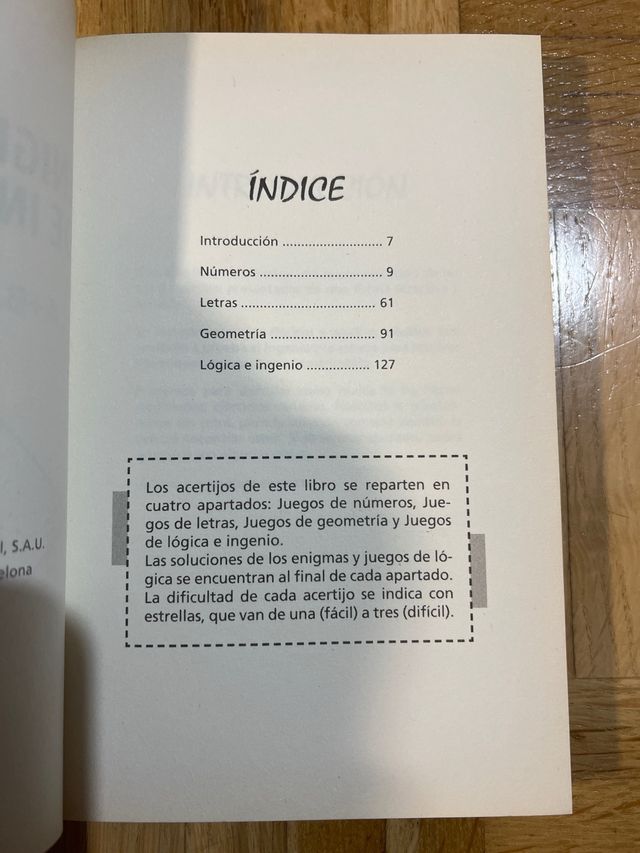 ÍNDICE
Introducción .......................... 7
Números ................................ 9
Letras ................................... 61
Geometría ........................... 91
Lógica e ingenio ................ 127
Los acertijos de este libro se reparten en
cuatro apartados: Juegos de números, Jue-
gos de letras, Juegos de geometría y Juegos
de lógica e ingenio.
Las soluciones de los enigmas y juegos de ló-
gica se encuentran al final de cada apartado.
La dificultad de cada acertijo se indica con
estrellas, que van de una (fácil) a tres (difícil).
S.A.U.